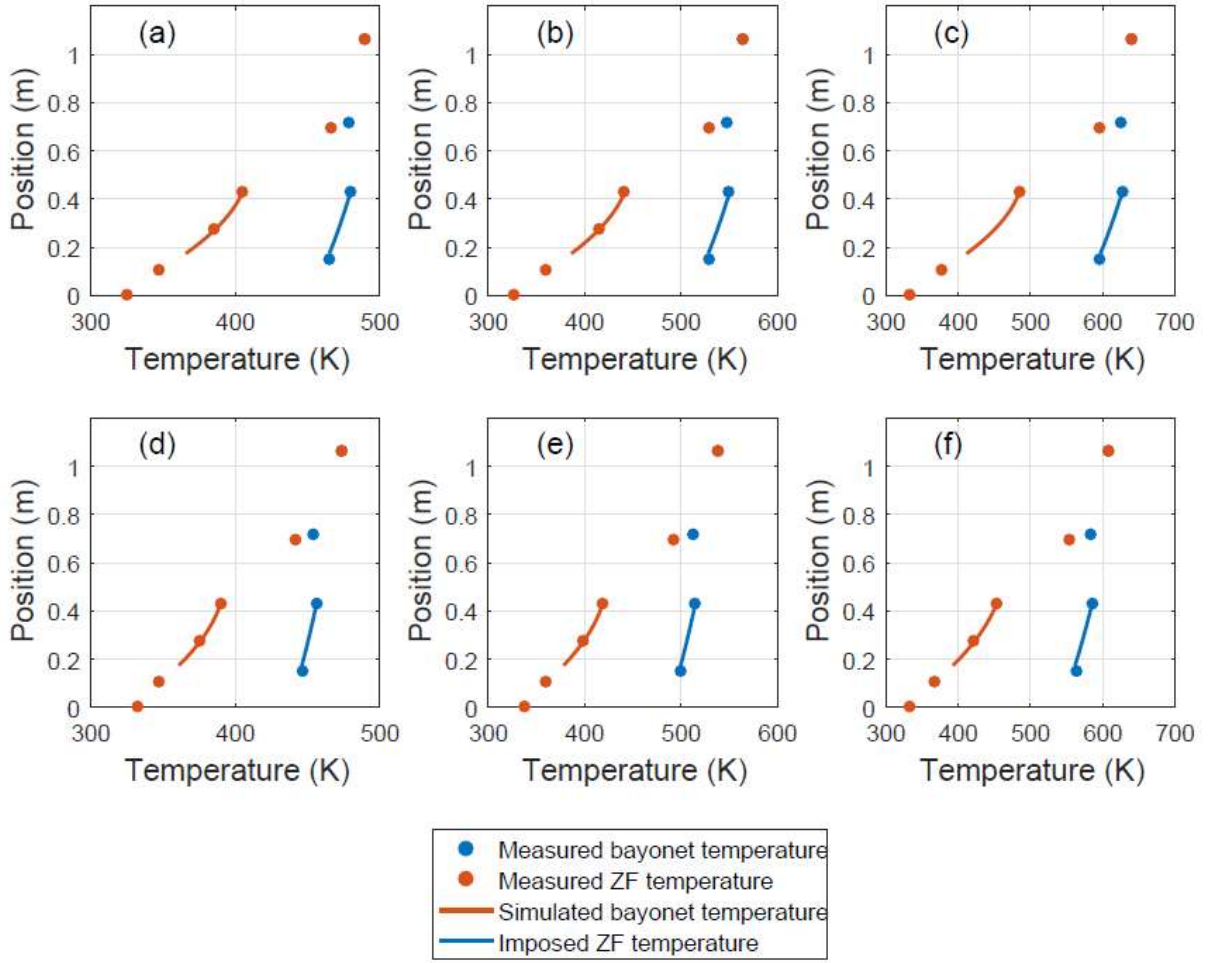 (a)
1
0.8
0.6
0.4
0.2
0
Position (m)
300 400 500
Temperature (K)
(b)
1
0.8
0.6
0.4
0.2
0
Position (m)
300 400 500 600
Temperature (K)
(c)
1
0.8
0.6
0.4
0.2
0
Position (m)
300 400 500 600 700
Temperature (K)
(d)
1
0.8
0.6
0.4
0.2
0
Position (m)
300 400 500
Temperature (K)
(e)
1
0.8
0.6
0.4
0.2
0
Position (m)
300 400 500 600
Temperature (K)
(f)
1
0.8
0.6
0.4
0.2
0
Position (m)
300 400 500 600 700
Temperature (K)
Measured bayonet temperature
Measured ZF temperature
Simulated bayonet temperature
Imposed ZF temperature